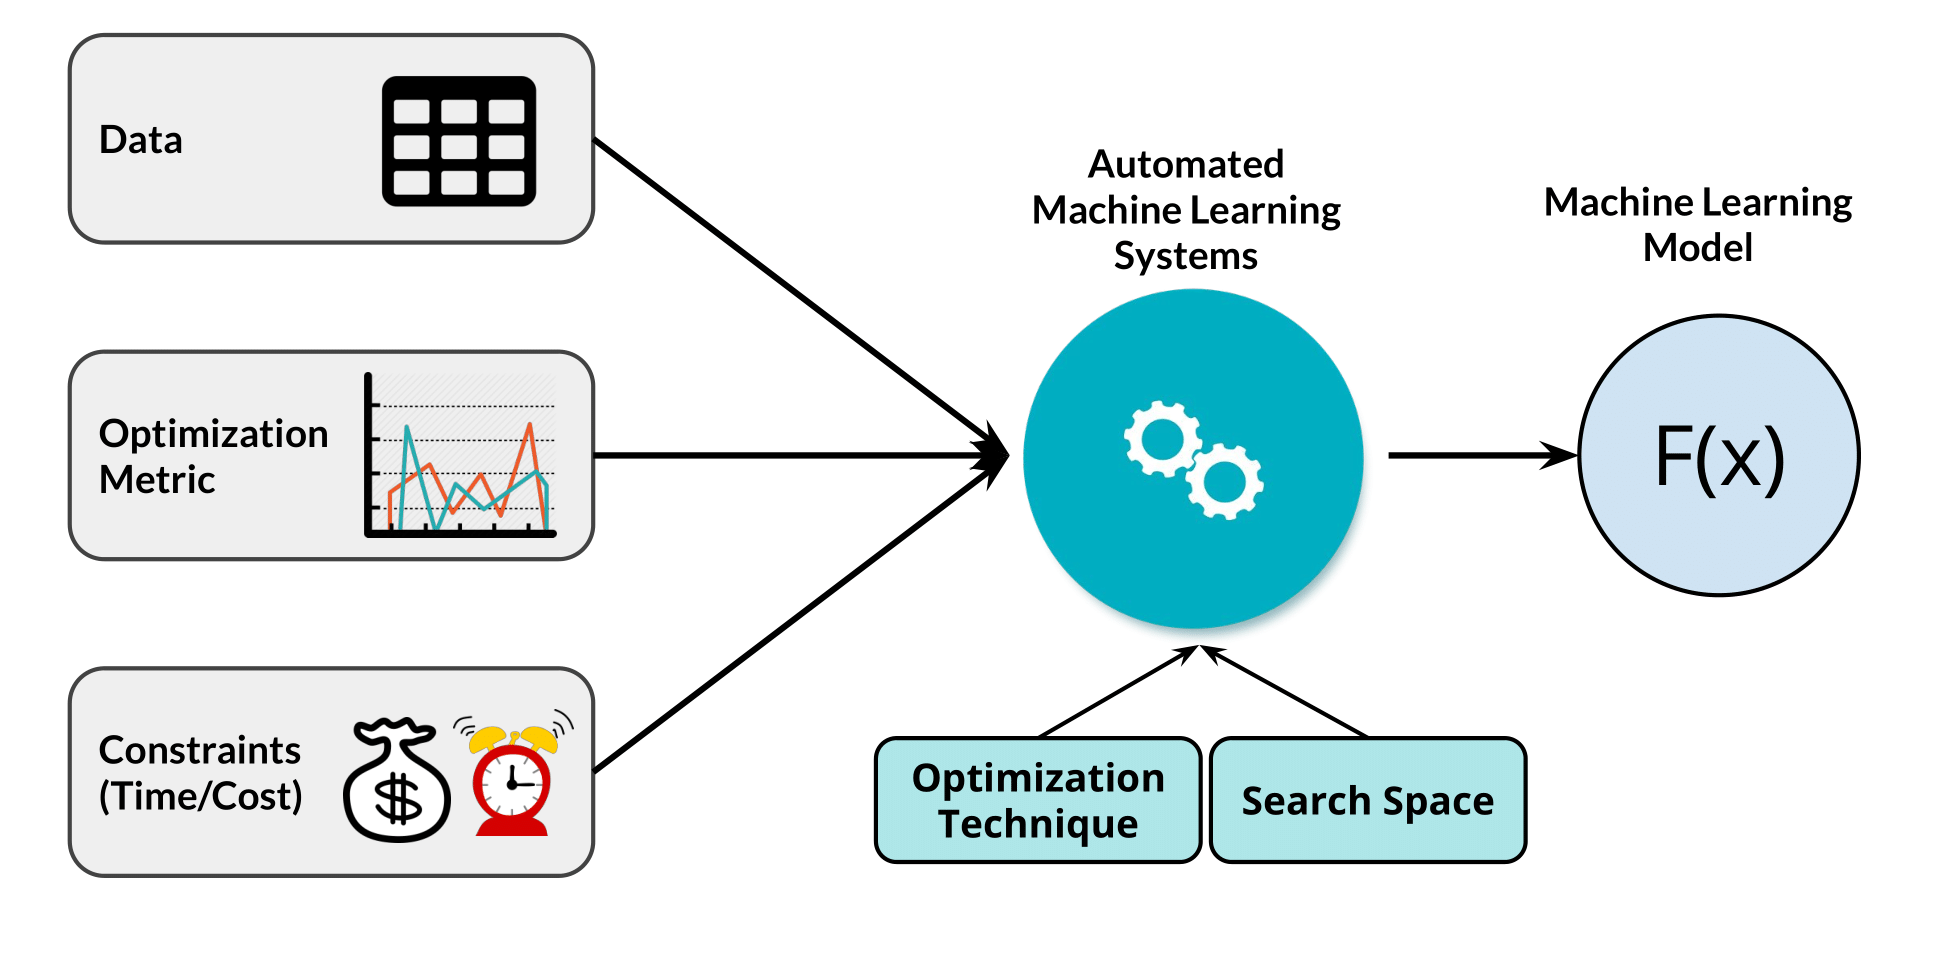 Data
Optimization
Metric
Constraints
(Time/Cost)
Automated
Machine Learning
Systems
Optimization
Technique
Search Space
Machine Learning
Model
F(x)